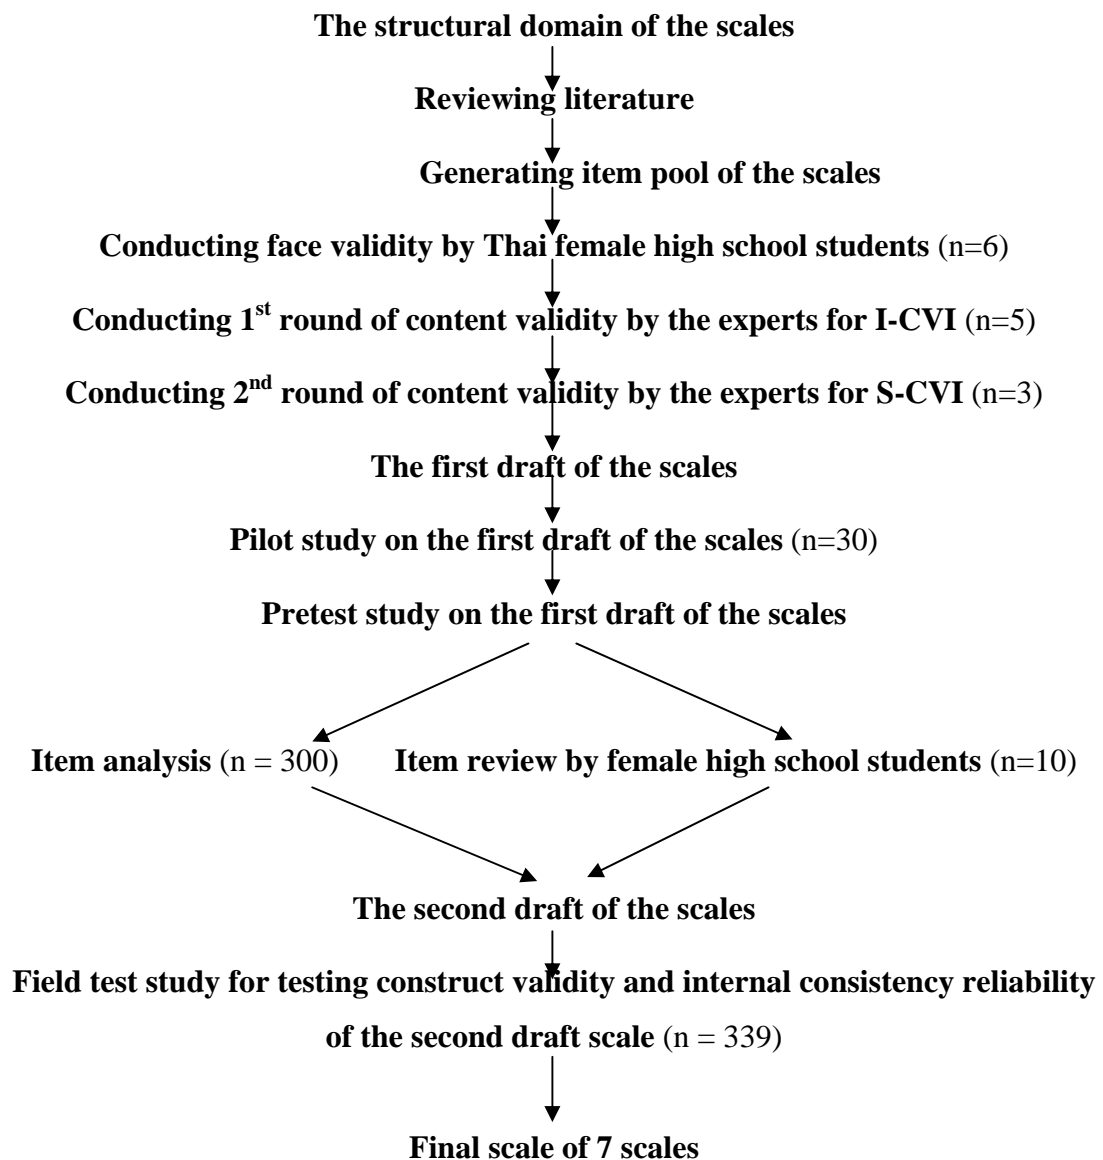 The structural domain of the scales
Reviewing literature
Generating item pool of the scales
Conducting face validity by Thai female high school students (n=6)
Conducting 1st round of content validity by the experts for I-CVI (n=5)
Conducting 2nd round of content validity by the experts for S-CVI (n=3)
The first draft of the scales
Pilot study on the first draft of the scales (n=30)
Pretest study on the first draft of the scales
Item analysis (n = 300) Item review by female high school students (n=10)
The second draft of the scales
Field test study for testing construct validity and internal consistency reliability
of the second draft scale (n = 339)
Final scale of 7 scales